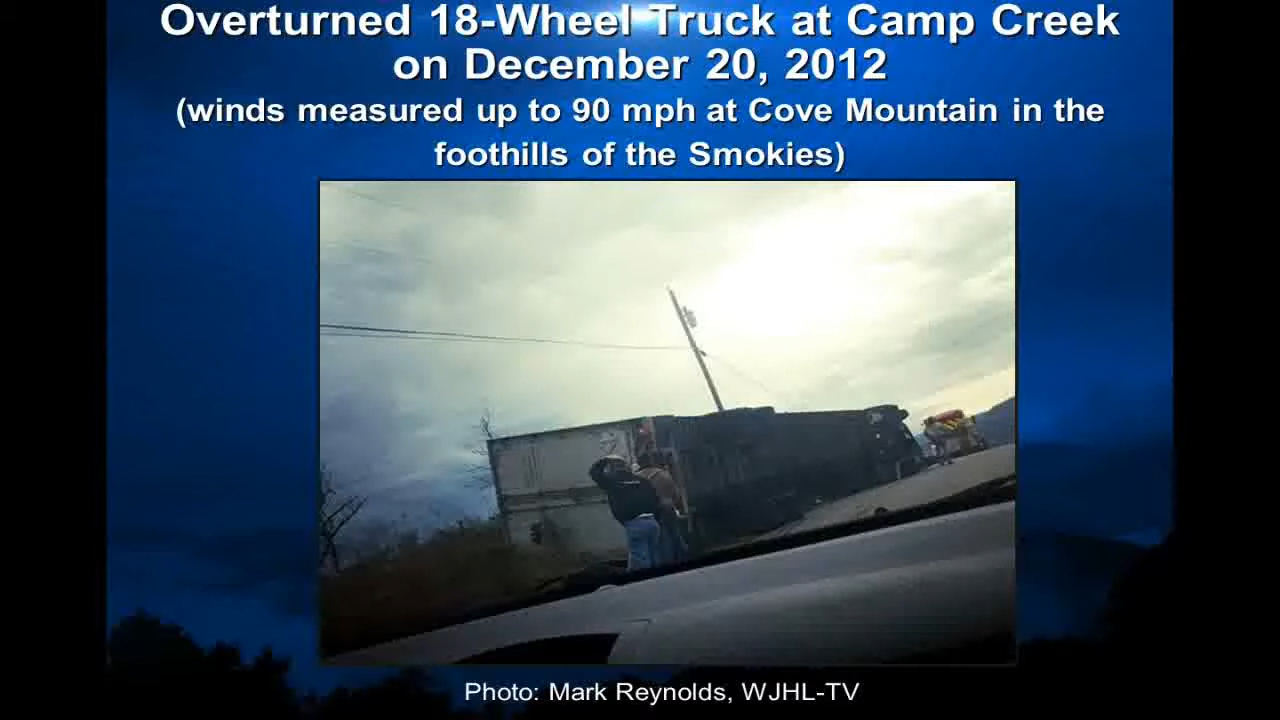 Overturned 18-Wheel Truck at Camp Creek
on December 20, 2012
(winds measured up to 90 mph at Cove Mountain in the
foothills of the Smokies)
Photo: Mark Reynolds, WJHL-TV